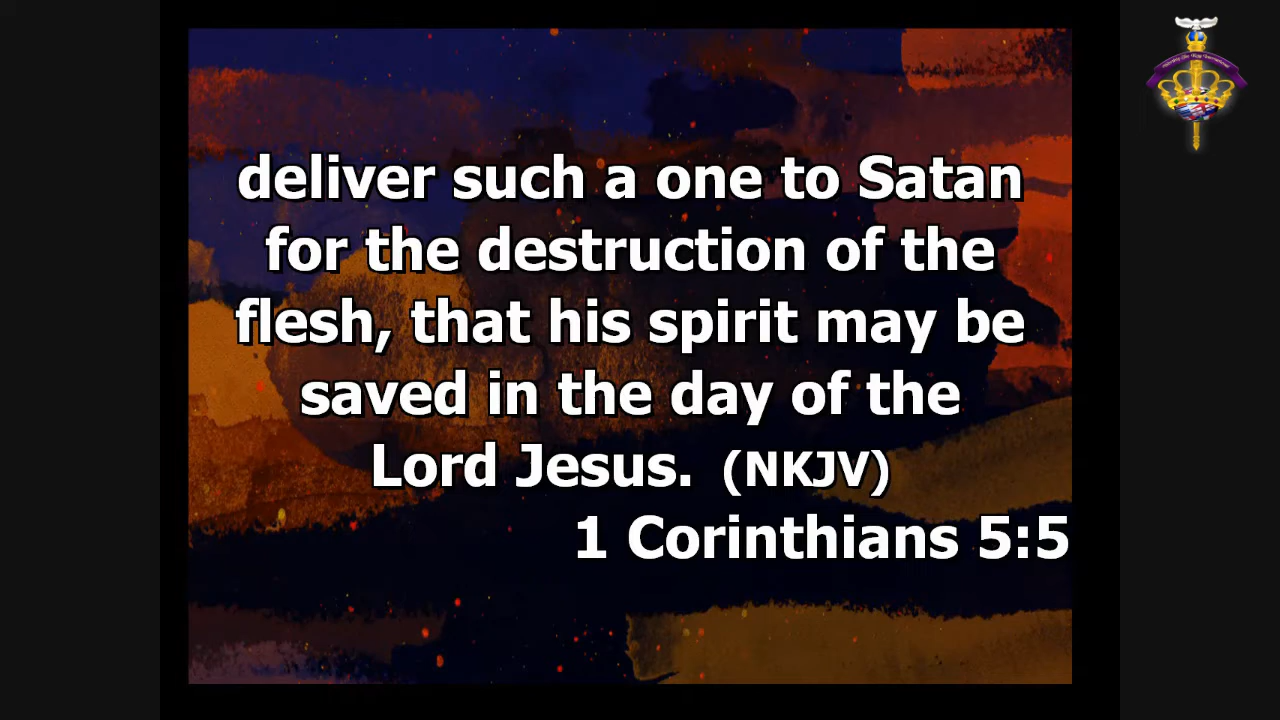 deliver such a one to Satan
for the destruction of the
flesh, that his spirit may be
saved in the day of the
Lord Jesus. (NKJV)
1 Corinthians 5:5